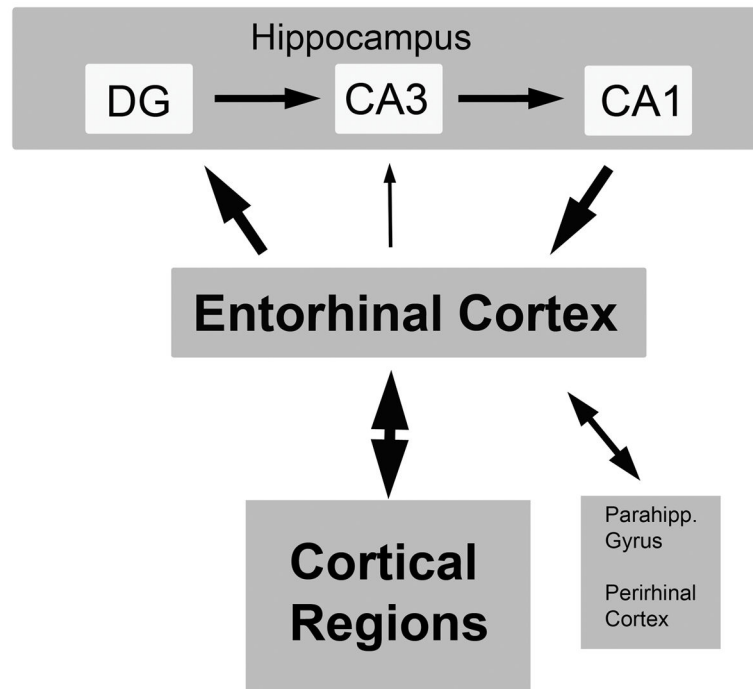 Hippocampus
DG
CA3
CA1
Entorhinal Cortex
Cortical
Regions
Parahipp.
Gyrus
Perirhinal
Cortex